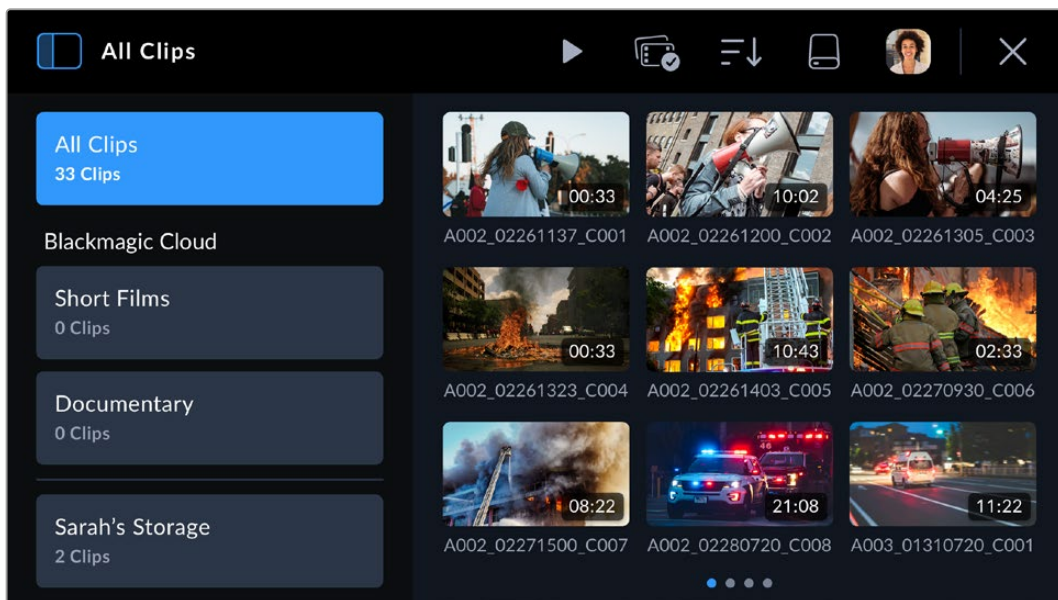 All Clips
All Clips
33 Clips
Blackmagic Cloud
Short Films
0 Clips
Documentary
0 Clips
Sarah's Storage
2 Clips
00:33
10:02
04:25
A002_02261137_C001
A002_02261200_C002
A002_02261305_C003
00:33
10:43
02:33
A002_02261323_C004
A002_02261403_C005
A002_02270930_C006
46
08:22
21:08
11:22
A002_02271500_C007
A002_02280720_C008
A003_01310720_C001